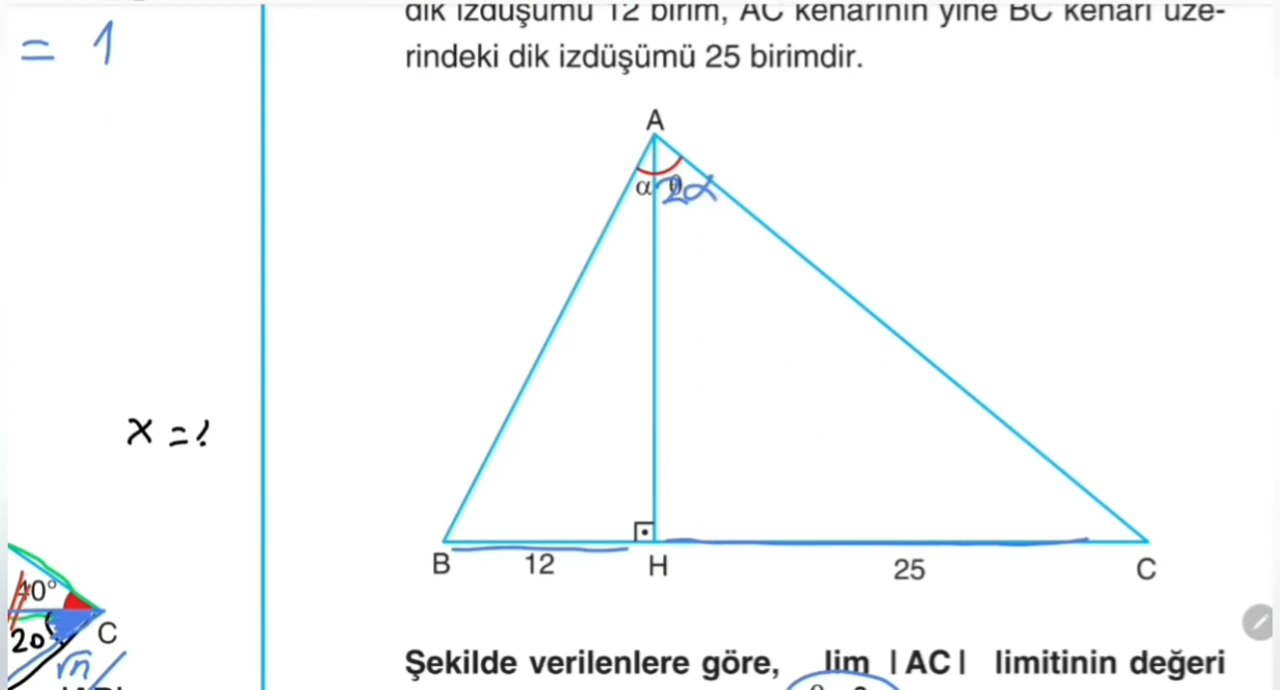 = 1
dik izdüşümü 12 birim, AC kenarının yine BC kenarı üze-
rindeki dik izdüşümü 25 birimdir.
A
α 2α
x = ?
B 12 H 25 C
40°
20
C
√n
Şekilde verilenlere göre, lim |AC| limitinin değeri